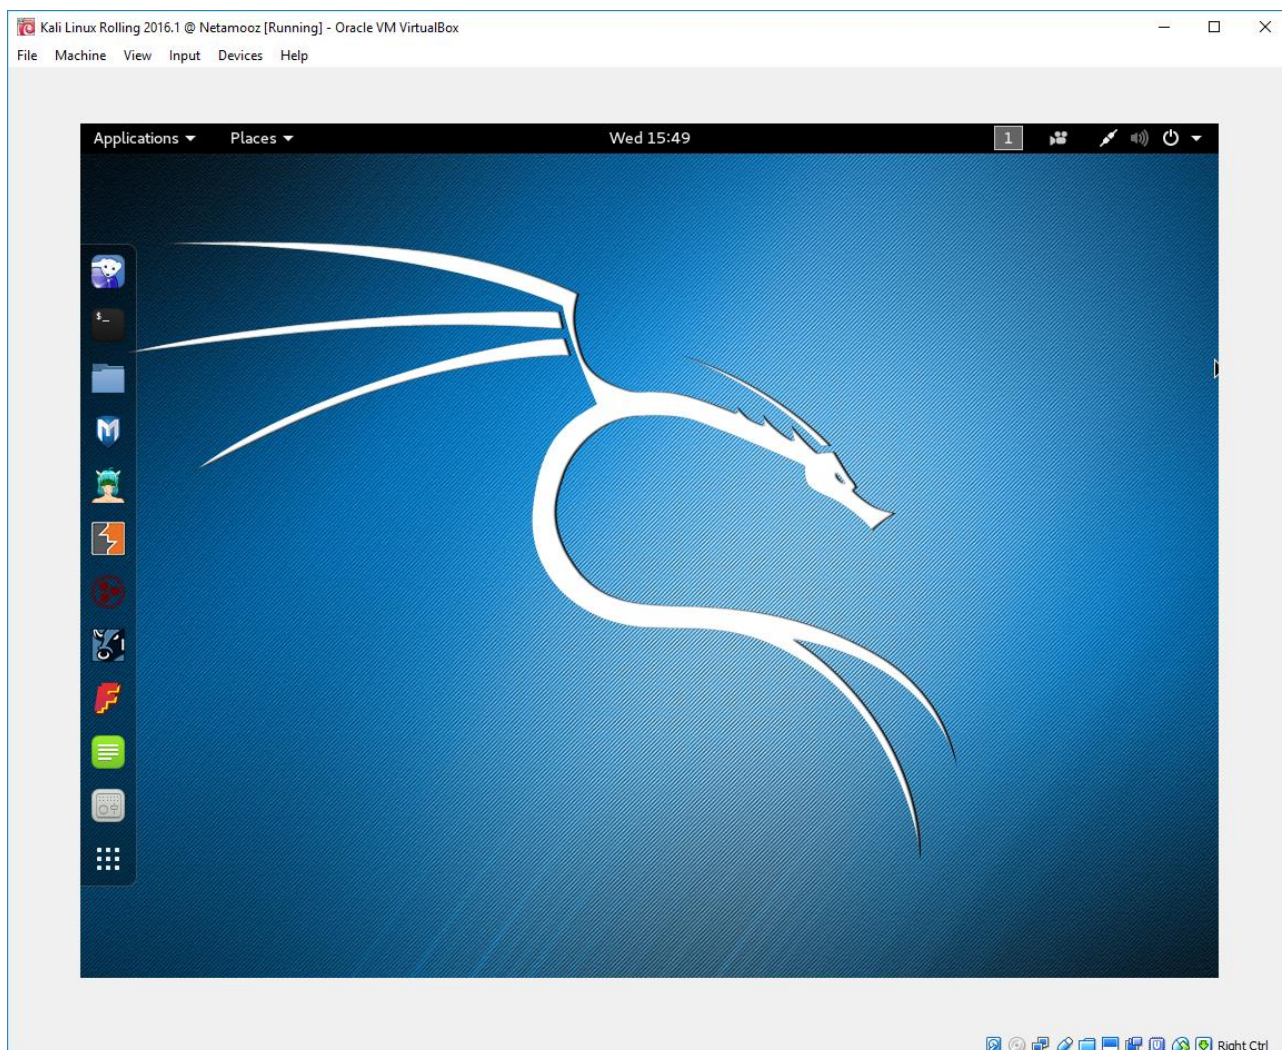 Kali Linux Rolling 2016.1 @ Netamooz [Running] - Oracle VM VirtualBox
File Machine View Input Devices Help
Applications Places Wed 15:49 1
$_
Right Ctrl